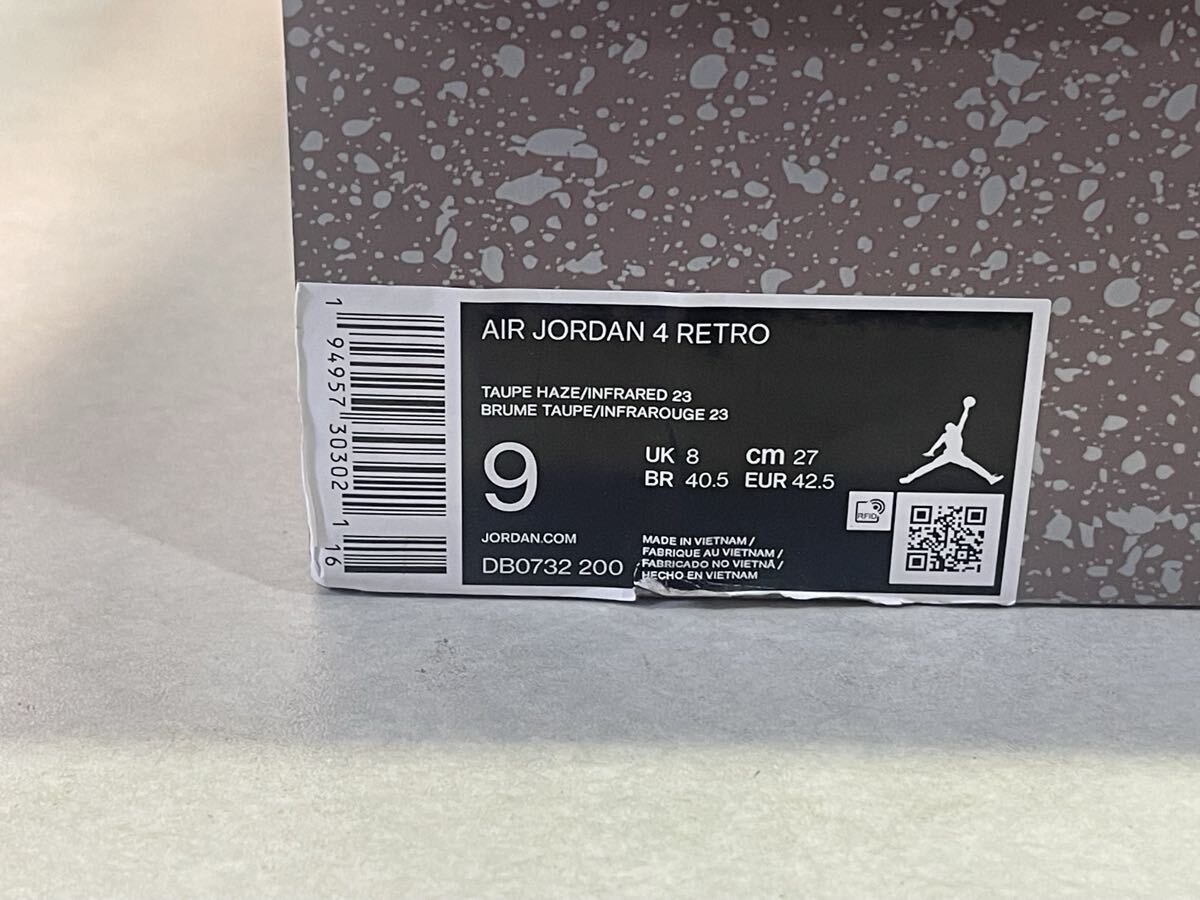 AIR JORDAN 4 RETRO
TAUPE HAZE/INFRARED 23
BRUME TAUPE/INFRAROUGE 23
9
UK 8 cm 27
BR 40.5 EUR 42.5
RFID
JORDAN.COM
DB0732 200
MADE IN VIETNAM /
FABRIQUE AU VIETNAM /
FABRICADO NO VIETNÃ /
HECHO EN VIETNAM
1 94957 30302 1 16